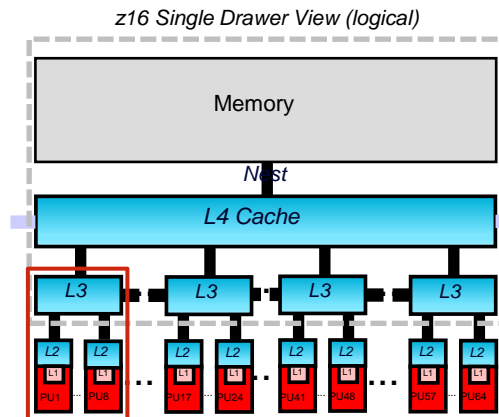 z16 Single Drawer View (logical)
Memory
Nest
L4 Cache
L3 L3 L3 L3
L2 L2 L2 L2 L2 L2 L2 L2
L1 L1 L1 L1 L1 L1 L1 L1
PU1 PU8 PU17 PU24 PU41 PU48 PU57 PU64